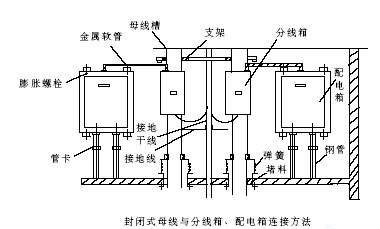 母线槽
金属软管
支架
分线箱
膨胀螺栓
配电箱
接地干线
管卡
接地线
弹簧
堵料
钢管
封闭式母线与分线箱、配电箱连接方法